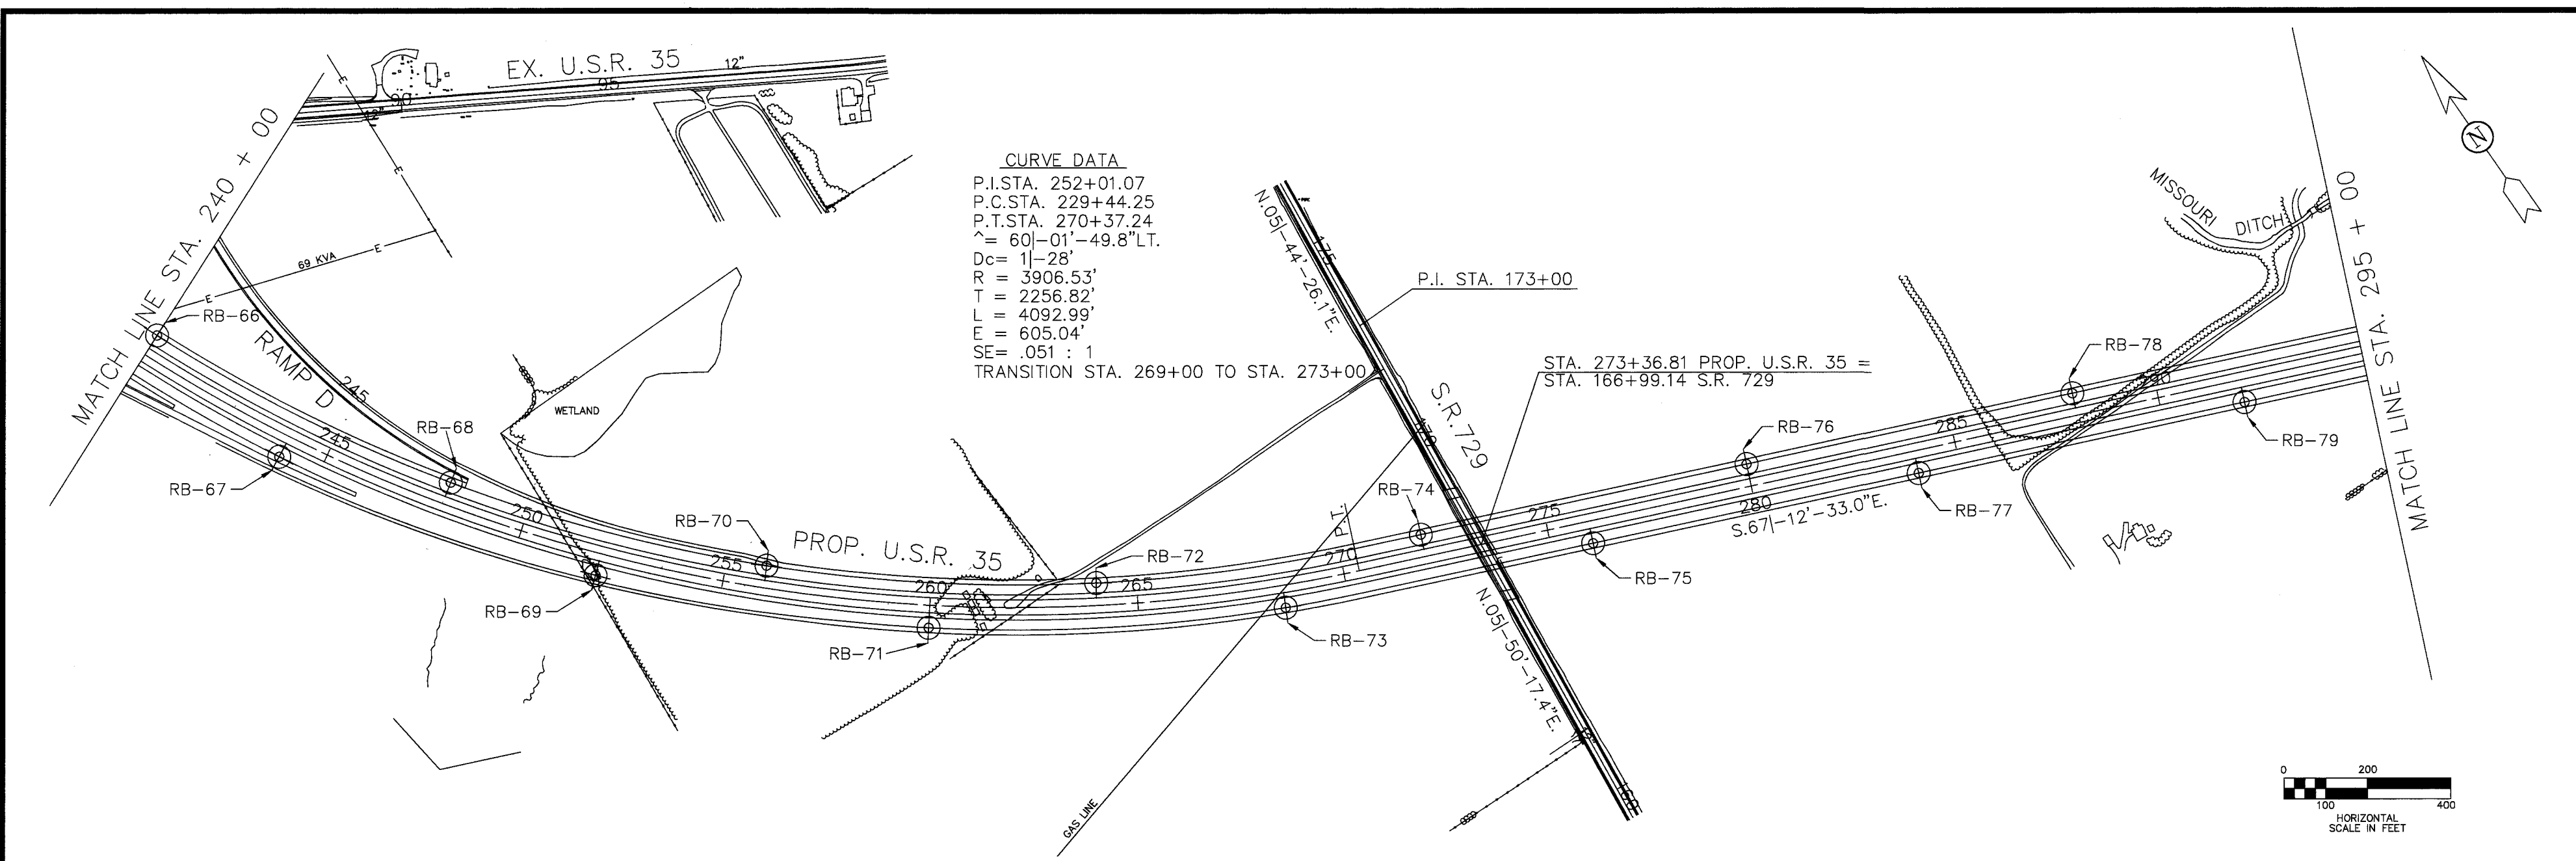 EX. U.S.R. 35
12"
95
90
12"
MATCH LINE STA. 240 + 00
69 KVA
E
E
E
E
E
RB-66
RAMP D
245
CURVE DATA
P.I.STA. 252+01.07
P.C.STA. 229+44.25
P.T.STA. 270+37.24
^= 60|-01'-49.8"LT.
Dc= 1|-28'
R = 3906.53'
T = 2256.82'
L = 4092.99'
E = 605.04'
SE= .051 : 1
TRANSITION STA. 269+00 TO STA. 273+00
N.05|-44'-26.1"E.
175
P.I. STA. 173+00
STA. 273+36.81 PROP. U.S.R. 35 =
STA. 166+99.14 S.R. 729
S.R.729
170
MISSOURI
DITCH
MATCH LINE STA. 295 + 00
N
WETLAND
RB-67
245
RB-68
250
RB-69
RB-70
255
PROP. U.S.R. 35
260
RB-71
RB-72
265
RB-73
P.T.
270
RB-74
275
RB-75
RB-76
280
S.67|-12'-33.0"E.
285
RB-77
RB-78
290
RB-79
N.05|-50'-17.4"E.
GAS LINE
0 200
100 400
HORIZONTAL
SCALE IN FEET